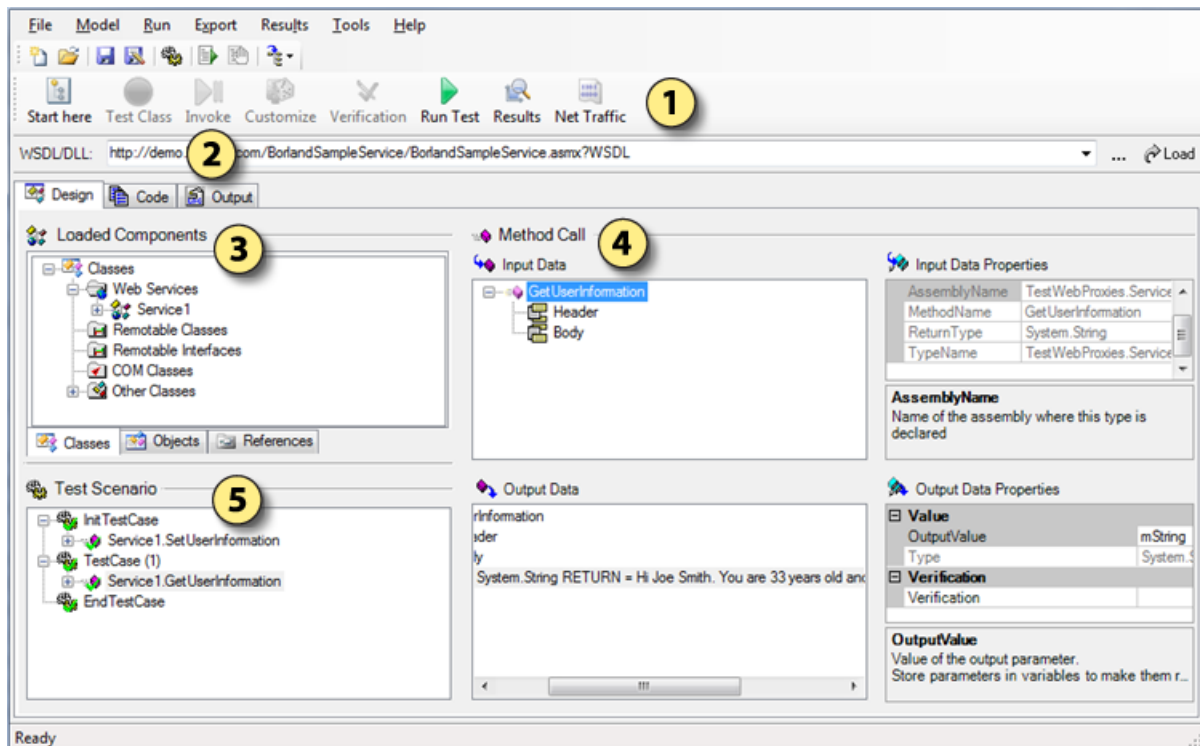 File Model Run Export Results Tools Help
Start here Test Class Invoke Customize Verification Run Test Results Net Traffic
1
WSDL/DLL: http://demo. com/BorlandSampleService/BorlandSampleService.asmx?WSDL ... Load
2
Design Code Output
Loaded Components
3
Classes
Web Services
Service1
Remotable Classes
Remotable Interfaces
COM Classes
Other Classes
Classes Objects References
Method Call
4
Input Data
GetUserInformation
Header
Body
Input Data Properties
AssemblyName TestWebProxies.Service
MethodName GetUserInformation
ReturnType System.String
TypeName TestWebProxies.Service
AssemblyName
Name of the assembly where this type is
declared
Test Scenario
5
InitTestCase
Service1.SetUserInformation
TestCase (1)
Service1.GetUserInformation
EndTestCase
Output Data
rInformation
ader
ly
System.String RETURN = Hi Joe Smith. You are 33 years old and
Output Data Properties
Value
OutputValue mString
Type System.S
Verification
Verification
OutputValue
Value of the output parameter.
Store parameters in variables to make them r...
Ready